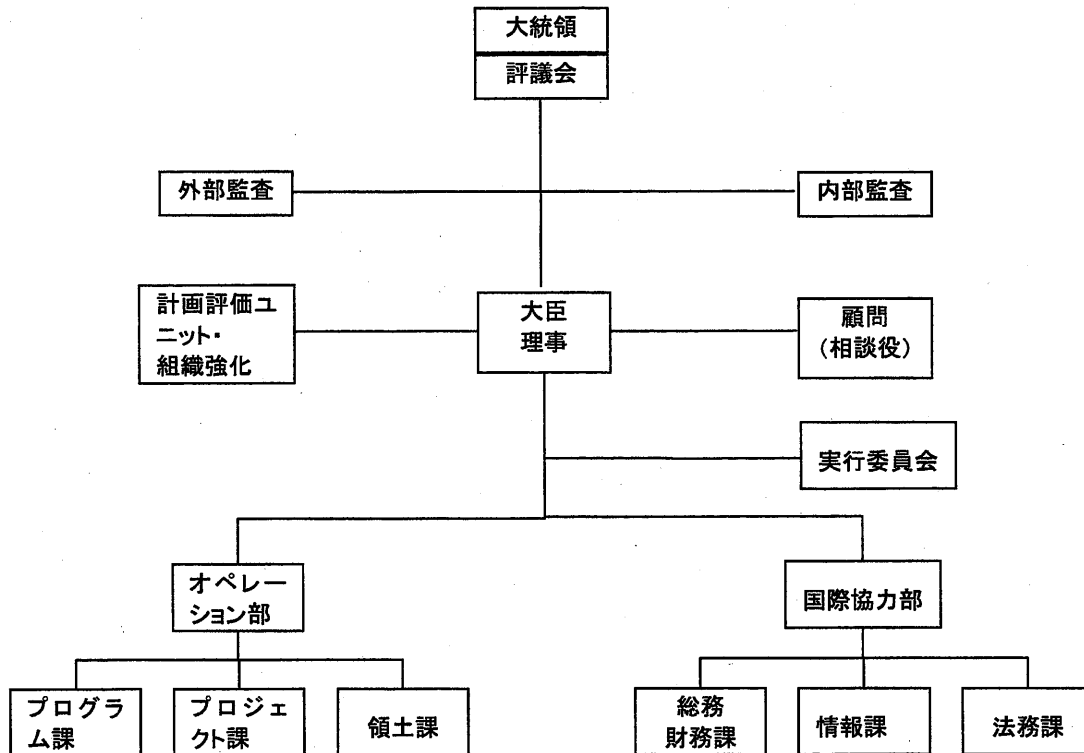 大統領
評議会
外部監査
内部監査
計画評価ユ
ニット・
組織強化
大臣
理事
顧問
（相談役）
実行委員会
オペレー
ション部
国際協力部
プログラ
ム課
プロジェ
クト課
領土課
総務
財務課
情報課
法務課